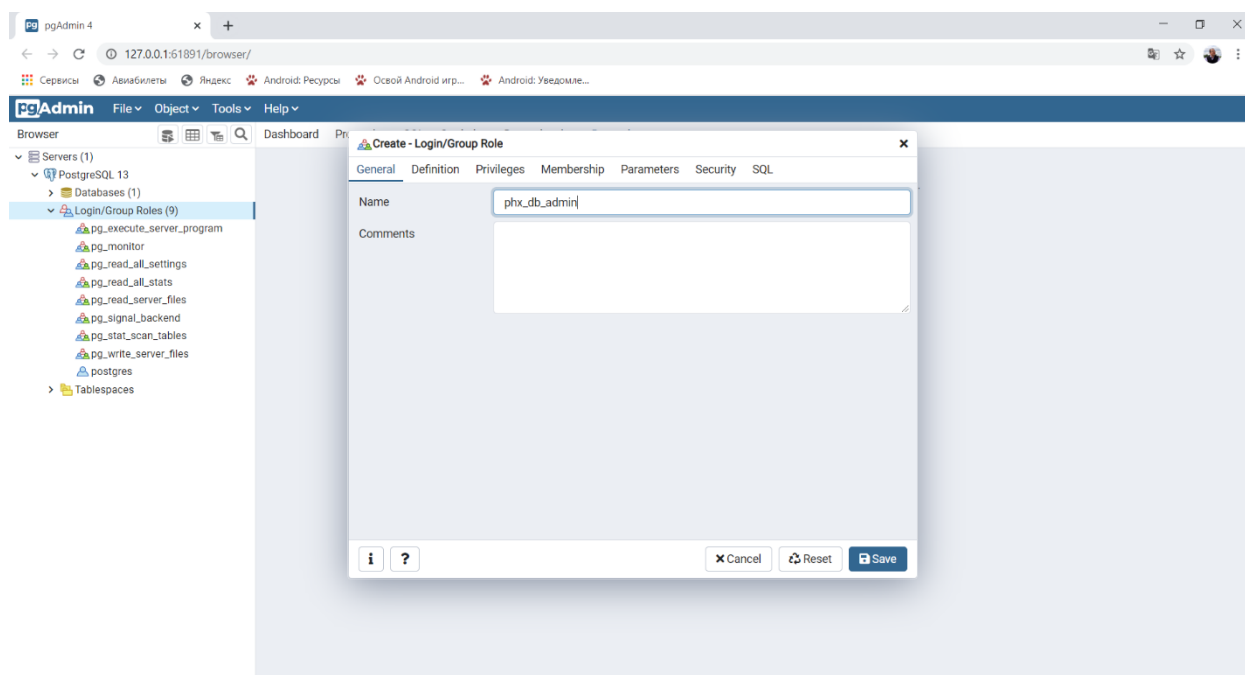 pgAdmin 4
127.0.0.1:61891/browser/
Сервисы Авиабилеты Яндекс Android: Ресурсы Освой Android игр... Android: Уведомле...
pgAdmin File Object Tools Help
Browser Dashboard
Create - Login/Group Role
Servers (1)
PostgreSQL 13
Databases (1)
Login/Group Roles (9)
pg_execute_server_program
pg_monitor
pg_read_all_settings
pg_read_all_stats
pg_read_server_files
pg_signal_backend
pg_stat_scan_tables
pg_write_server_files
postgres
Tablespaces
General Definition Privileges Membership Parameters Security SQL
Name phx_db_admin
Comments
i ? Cancel Reset Save